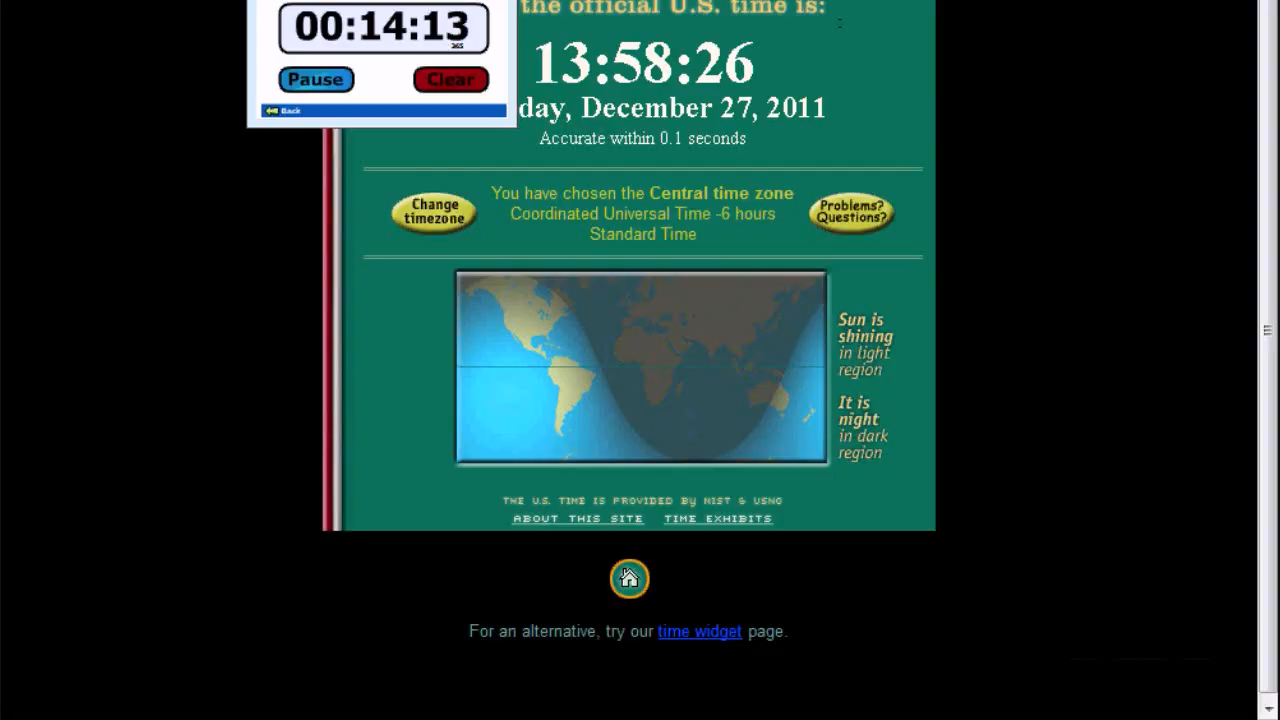 the official U.S. time is:
00:14:13
365
13:58:26
Pause
Clear
Back
day, December 27, 2011
Accurate within 0.1 seconds
Change
timezone
You have chosen the Central time zone
Coordinated Universal Time -6 hours
Standard Time
Problems?
Questions?
Sun is
shining
in light
region
It is
night
in dark
region
THE U.S. TIME IS PROVIDED By NIST & USNO
ABOUT THIS SITE TIME EXHIBITS
For an alternative, try our time widget page.